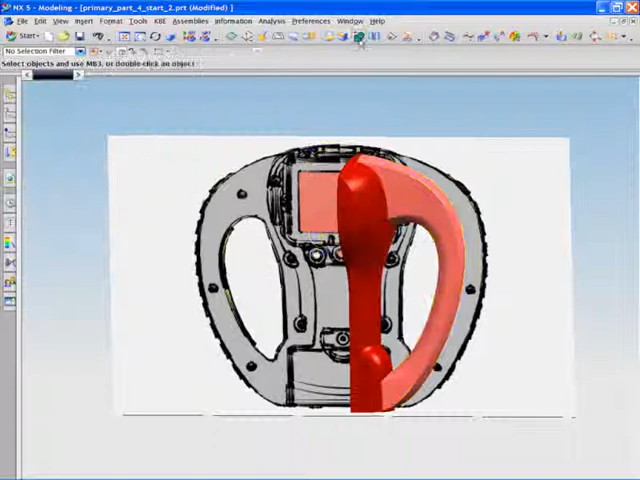 NX 5 - Modeling - [primary_part_4_start_2.prt (Modified) ]
File Edit View Insert Format Tools KBE Assemblies Information Analysis Preferences Window Help
Start
No Selection Filter
Select objects and use MB3, or double-click an object